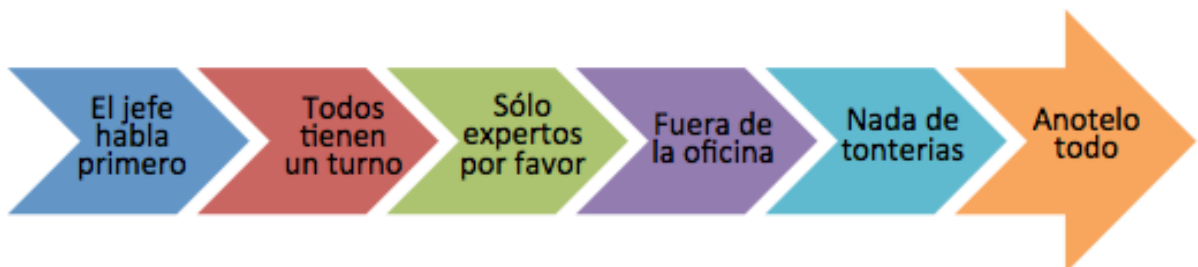 El jefe
habla
primero
Todos
tienen
un turno
Sólo
expertos
por favor
Fuera de
la oficina
Nada de
tonterias
Anotelo
todo